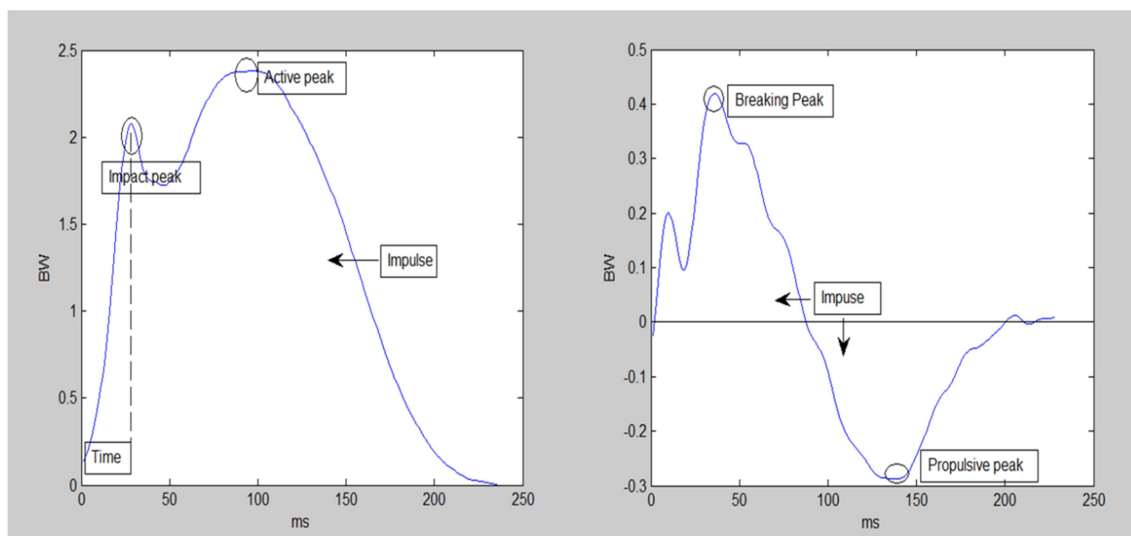 2.5
2
1.5
1
0.5
0
BW
Active peak
Impact peak
Impulse
Time
0 50 100 150 200 250
ms
0.5
0.4
0.3
0.2
0.1
0
-0.1
-0.2
-0.3
BW
Breaking Peak
Impuse
Propulsive peak
0 50 100 150 200 250
ms